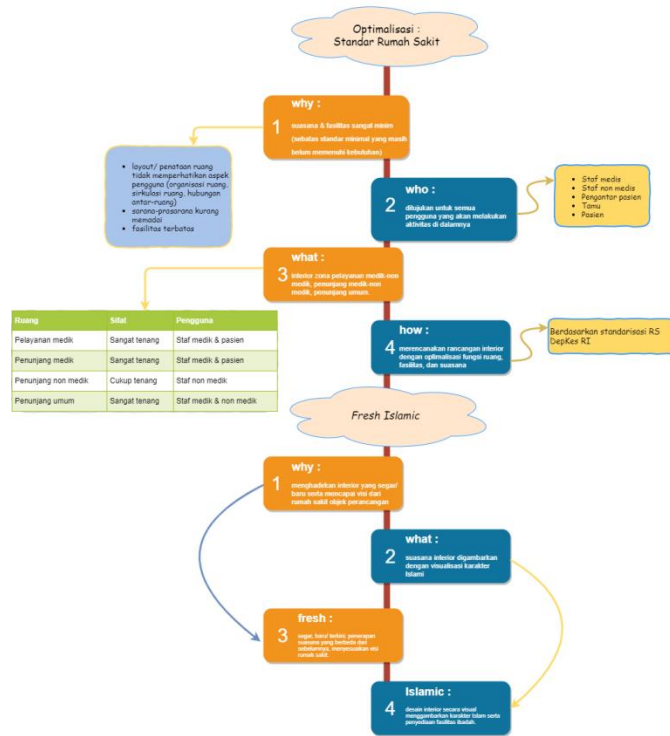 Optimalisasi :
Standar Rumah Sakit
why :
1
suasana & fasilitas sangat minim
(sebatas standar minimal yang masih
belum memenuhi kebutuhan)
• layout/ penataan ruang
tidak memperhatikan aspek
pengguna (organisasi ruang,
sirkulasi ruang, hubungan
antar-ruang)
• sarana-prasarana kurang
memadai
• fasilitas terbatas
who :
2
ditujukan untuk semua
pengguna yang akan melakukan
aktivitas di dalamnya
• Staf medis
• Staf non medis
• Pengantar pasien
• Tamu
• Pasien
what :
3
interior zona pelayanan medik-non
medik, penunjang medik-non
medik, penunjang umum.
Ruang Sifat Pengguna
Pelayanan medik Sangat tenang Staf medik & pasien
Penunjang medik Sangat tenang Staf medik & pasien
Penunjang non medik Cukup tenang Staf non medik
Penunjang umum Sangat tenang Staf medik & non medik
how :
4
merencanakan rancangan interior
dengan optimalisasi fungsi ruang,
fasilitas, dan suasana
Berdasarkan standarisasi RS
DepKes RI
Fresh Islamic
why :
1
menghadirkan interior yang segar/
baru serta mencapai visi dari
rumah sakit objek perancangan
what :
2
suasana interior digambarkan
dengan visualisasi karakter
Islami
fresh :
3
segar, baru/ terkini; penerapan
suasana yang berbeda dari
sebelumnya, menyesuaikan visi
rumah sakit.
Islamic :
4
desain interior secara visual
menggambarkan karakter Islam serta
penyediaan fasilitas ibadah.